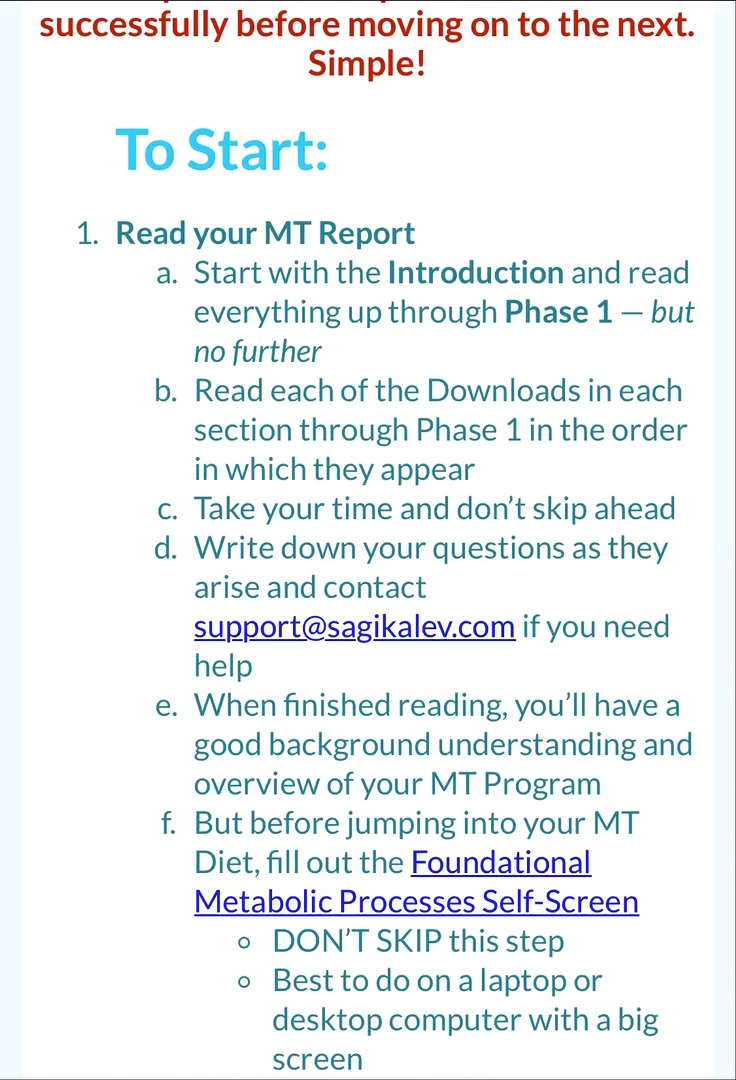 successfully before moving on to the next.
Simple!
To Start:
1. Read your MT Report
a. Start with the Introduction and read
everything up through Phase 1 — but
no further
b. Read each of the Downloads in each
section through Phase 1 in the order
in which they appear
c. Take your time and don’t skip ahead
d. Write down your questions as they
arise and contact
support@sagikalev.com if you need
help
e. When finished reading, you’ll have a
good background understanding and
overview of your MT Program
f. But before jumping into your MT
Diet, fill out the Foundational
Metabolic Processes Self-Screen
○ DON’T SKIP this step
○ Best to do on a laptop or
desktop computer with a big
screen